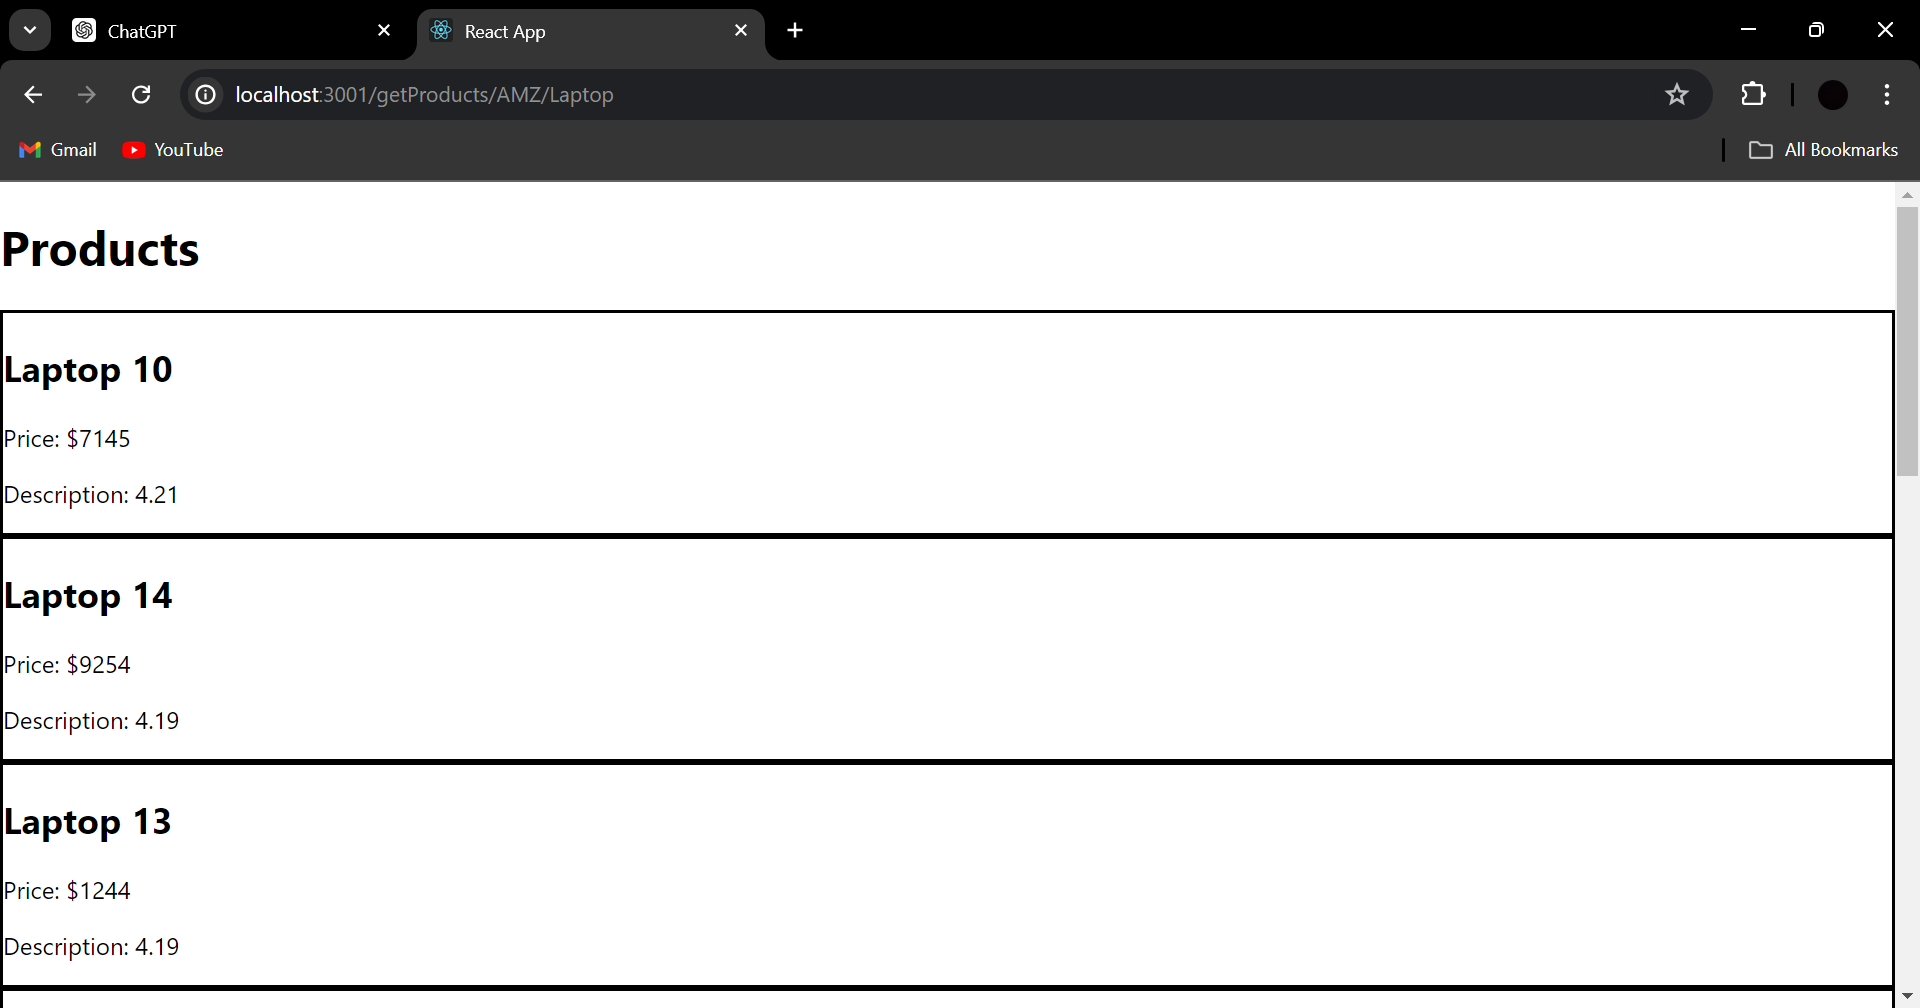 ChatGPT
React App
localhost:3001/getProducts/AMZ/Laptop
Gmail
YouTube
All Bookmarks
Products
Laptop 10
Price: $7145
Description: 4.21
Laptop 14
Price: $9254
Description: 4.19
Laptop 13
Price: $1244
Description: 4.19